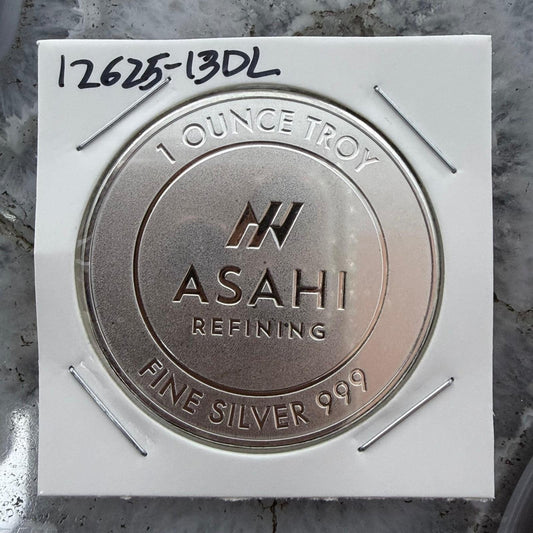 12625-13DL
1 OUNCE TROY
ASAHI
REFINING
FINE SILVER 999